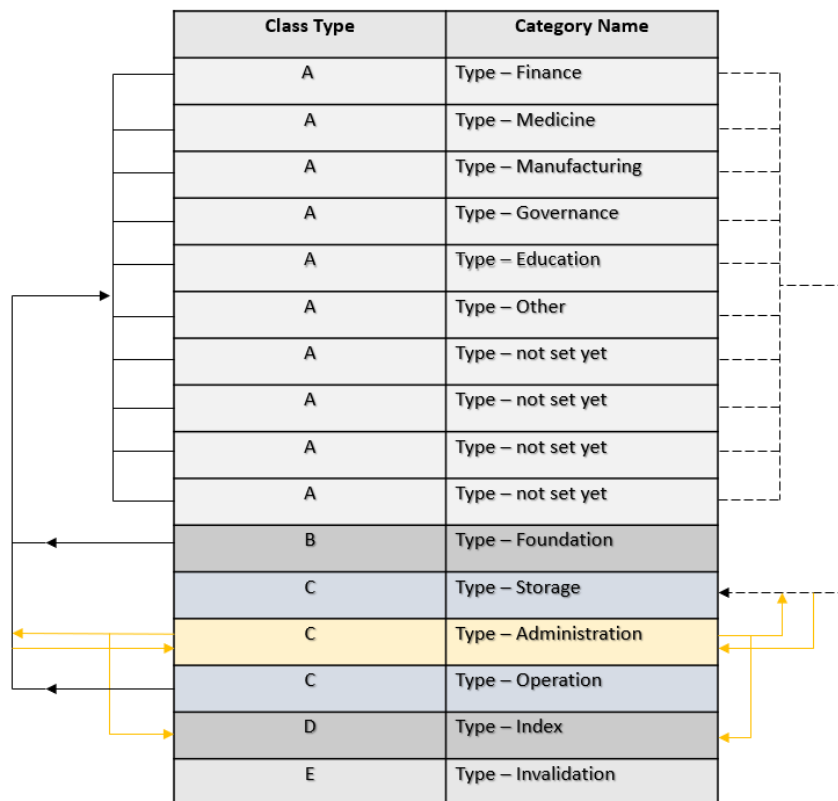 Class Type Category Name
A Type – Finance
A Type – Medicine
A Type – Manufacturing
A Type – Governance
A Type – Education
A Type – Other
A Type – not set yet
A Type – not set yet
A Type – not set yet
A Type – not set yet
B Type – Foundation
C Type – Storage
C Type – Administration
C Type – Operation
D Type – Index
E Type – Invalidation